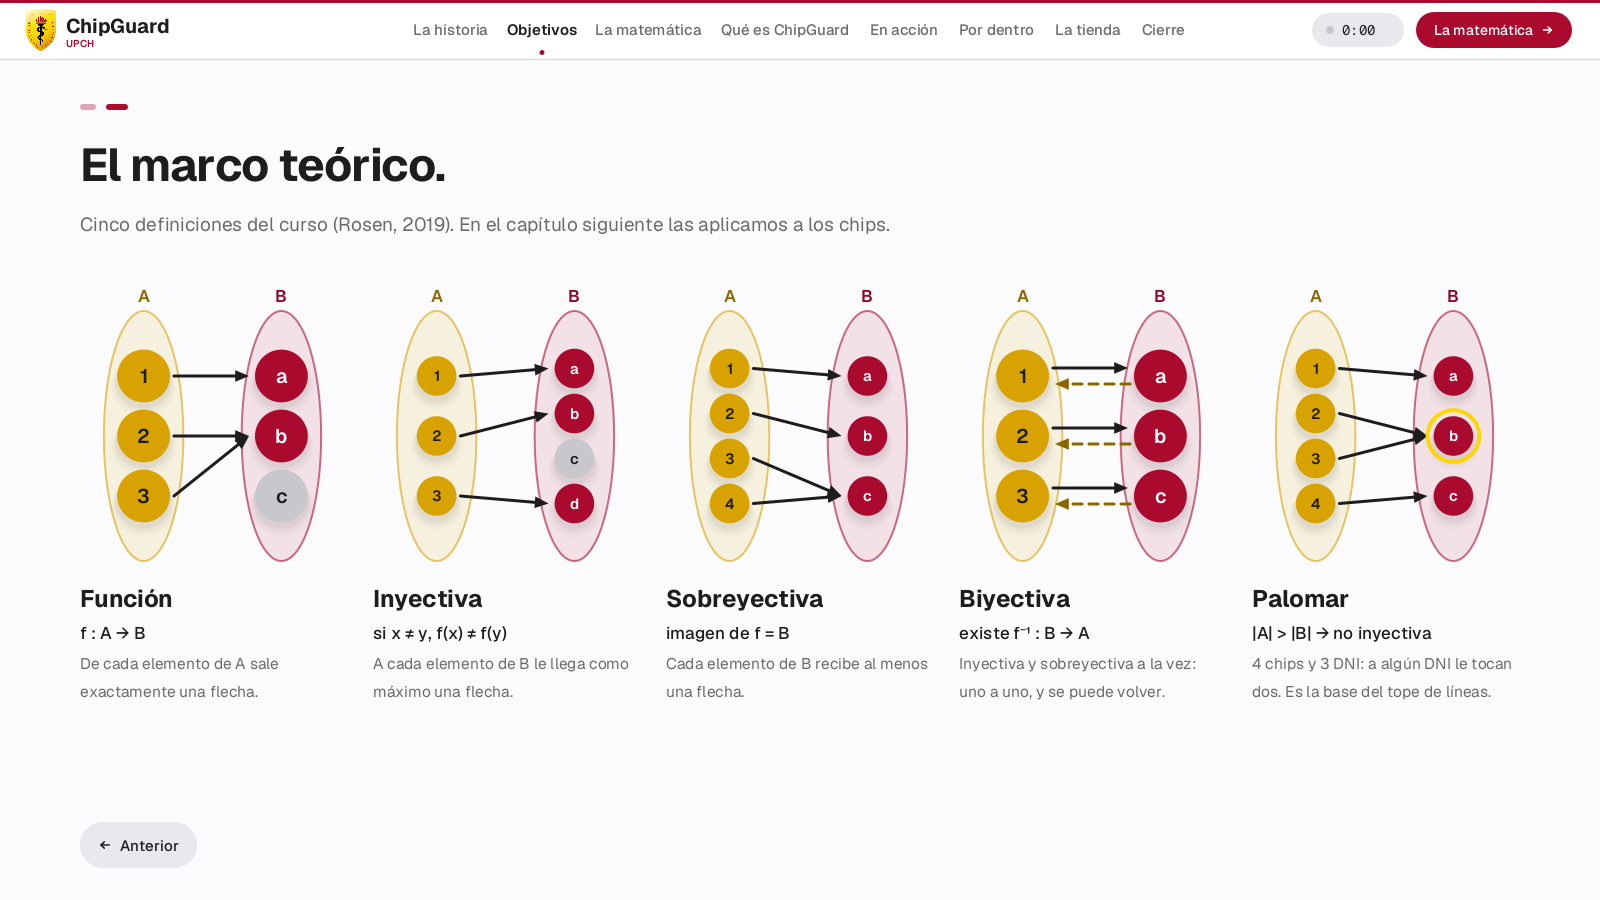 ChipGuard
UPCH
La historia
Objetivos
La matemática
Qué es ChipGuard
En acción
Por dentro
La tienda
Cierre
0:00
La matemática →
El marco teórico.
Cinco definiciones del curso (Rosen, 2019). En el capítulo siguiente las aplicamos a los chips.
A B
1 a
2 b
3 c
Función
f : A → B
De cada elemento de A sale
exactamente una flecha.
A B
1 a
2 b
c
3 d
Inyectiva
si x ≠ y, f(x) ≠ f(y)
A cada elemento de B le llega como
máximo una flecha.
A B
1 a
2 b
3
4 c
Sobreyectiva
imagen de f = B
Cada elemento de B recibe al menos
una flecha.
A B
1 a
2 b
3 c
Biyectiva
existe f⁻¹ : B → A
Inyectiva y sobreyectiva a la vez:
uno a uno, y se puede volver.
A B
1 a
2 b
3
4 c
Palomar
|A| > |B| → no inyectiva
4 chips y 3 DNI: a algún DNI le tocan
dos. Es la base del tope de líneas.
← Anterior